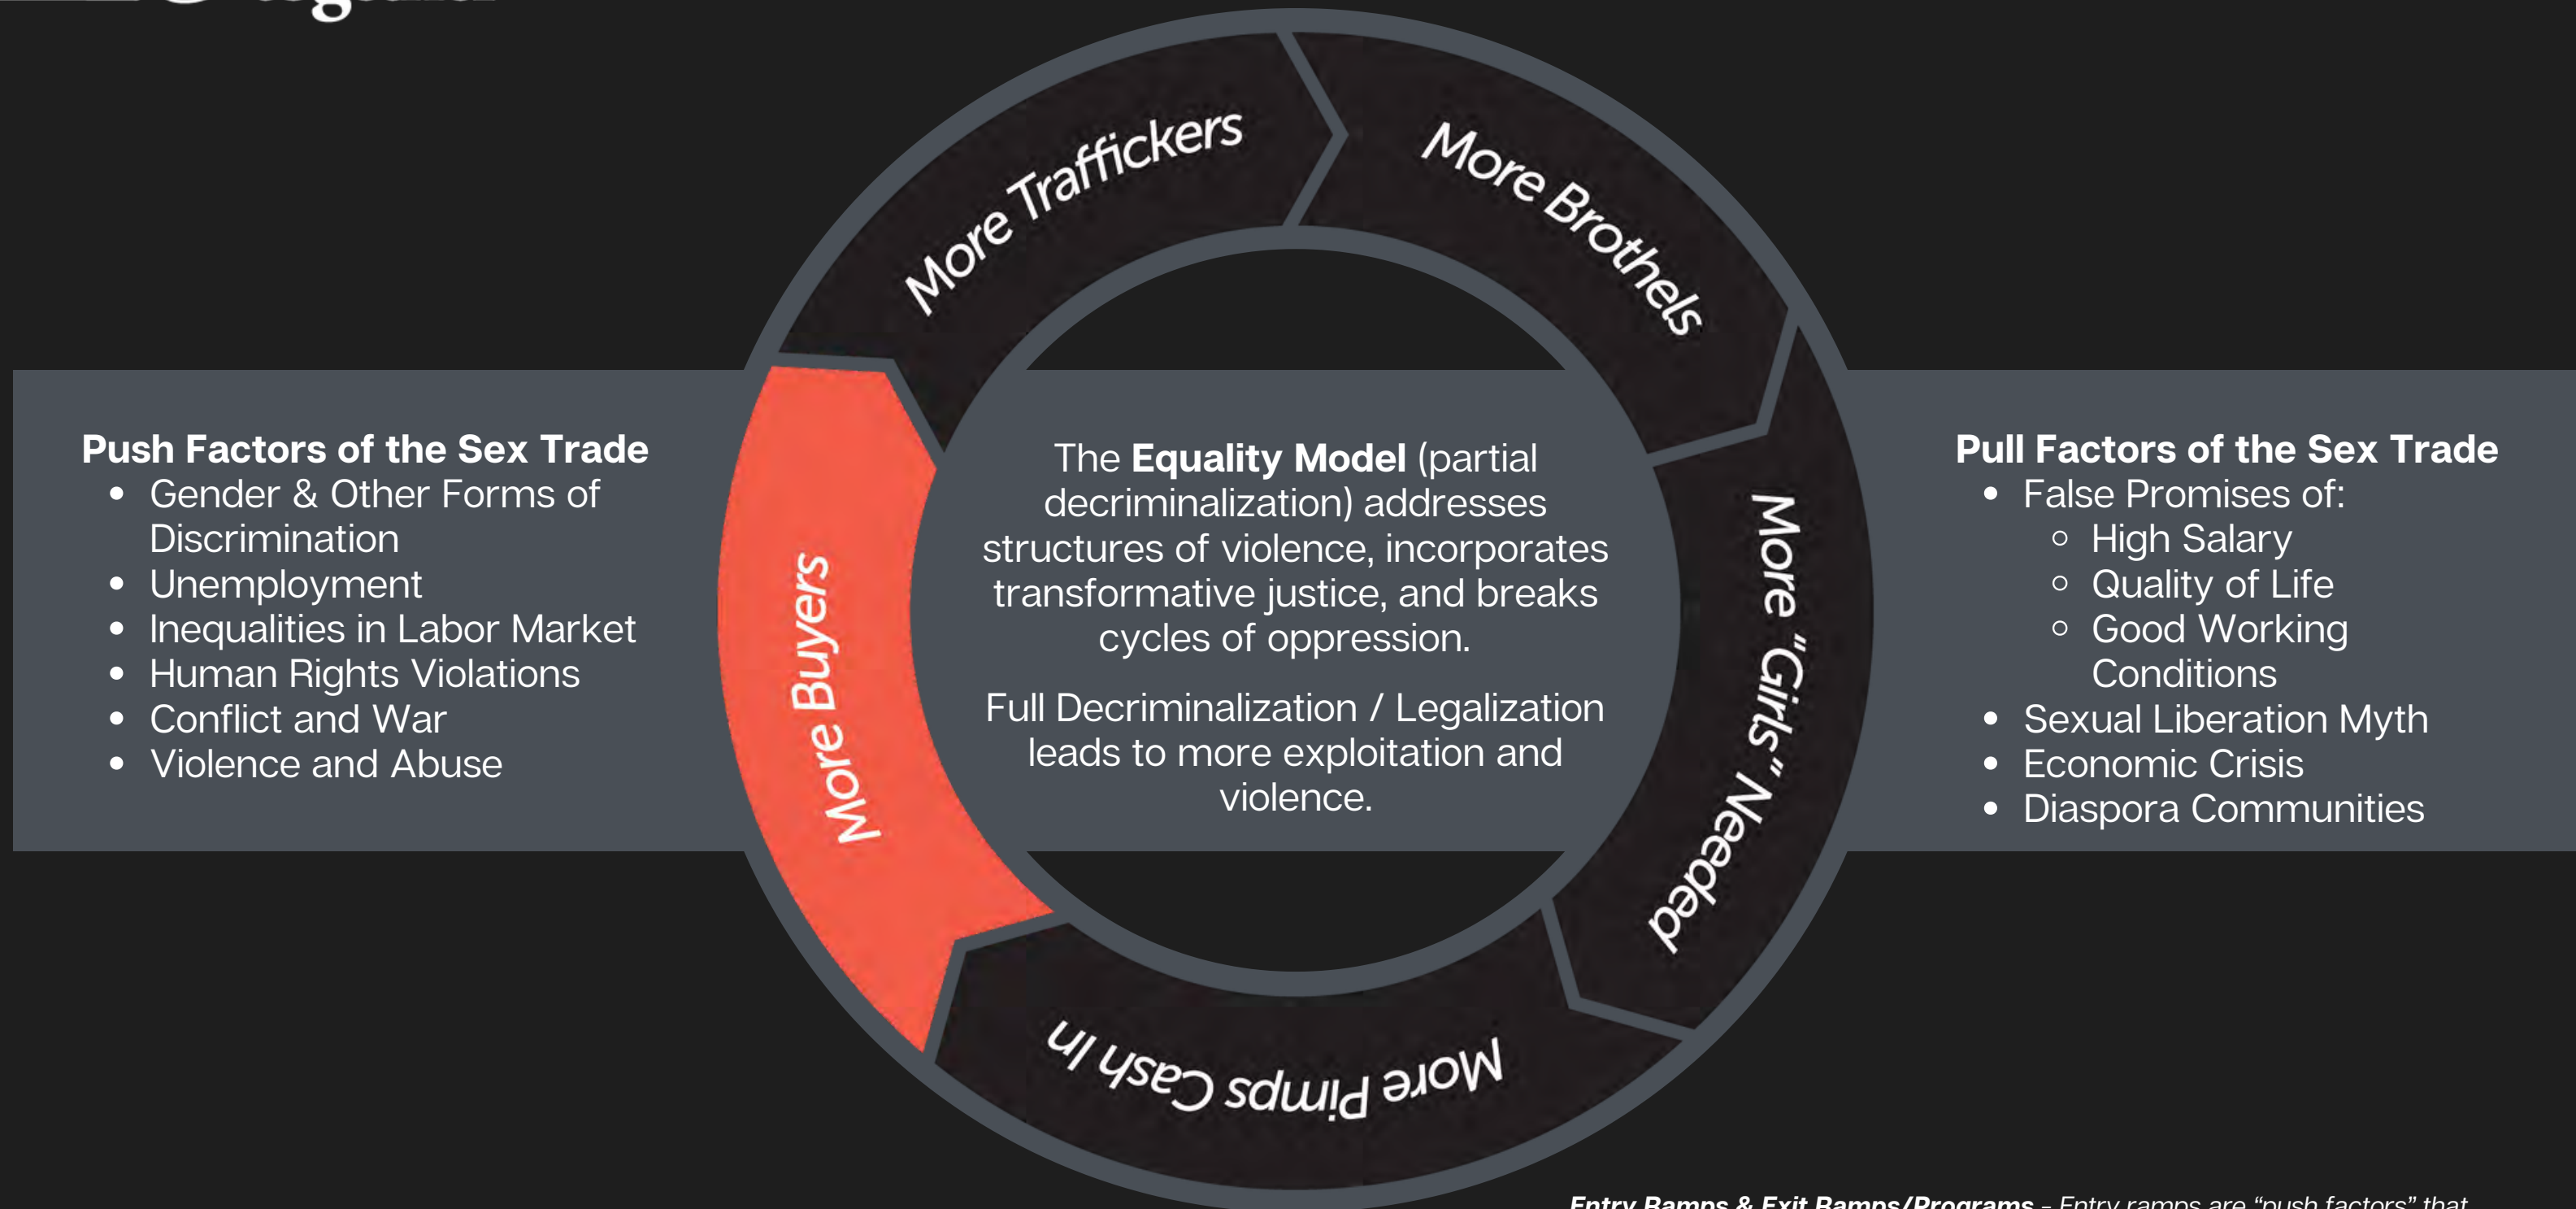 More Traffickers
More Brothels
More "Girls" Needed
More Pimps Cash In
More Buyers
Push Factors of the Sex Trade
• Gender & Other Forms of
Discrimination
• Unemployment
• Inequalities in Labor Market
• Human Rights Violations
• Conflict and War
• Violence and Abuse
The Equality Model (partial
decriminalization) addresses
structures of violence, incorporates
transformative justice, and breaks
cycles of oppression.
Full Decriminalization / Legalization
leads to more exploitation and
violence.
Pull Factors of the Sex Trade
• False Promises of:
○ High Salary
○ Quality of Life
○ Good Working
Conditions
• Sexual Liberation Myth
• Economic Crisis
• Diaspora Communities
Entry Ramps & Exit Ramps/Programs - Entry ramps are “push factors” that